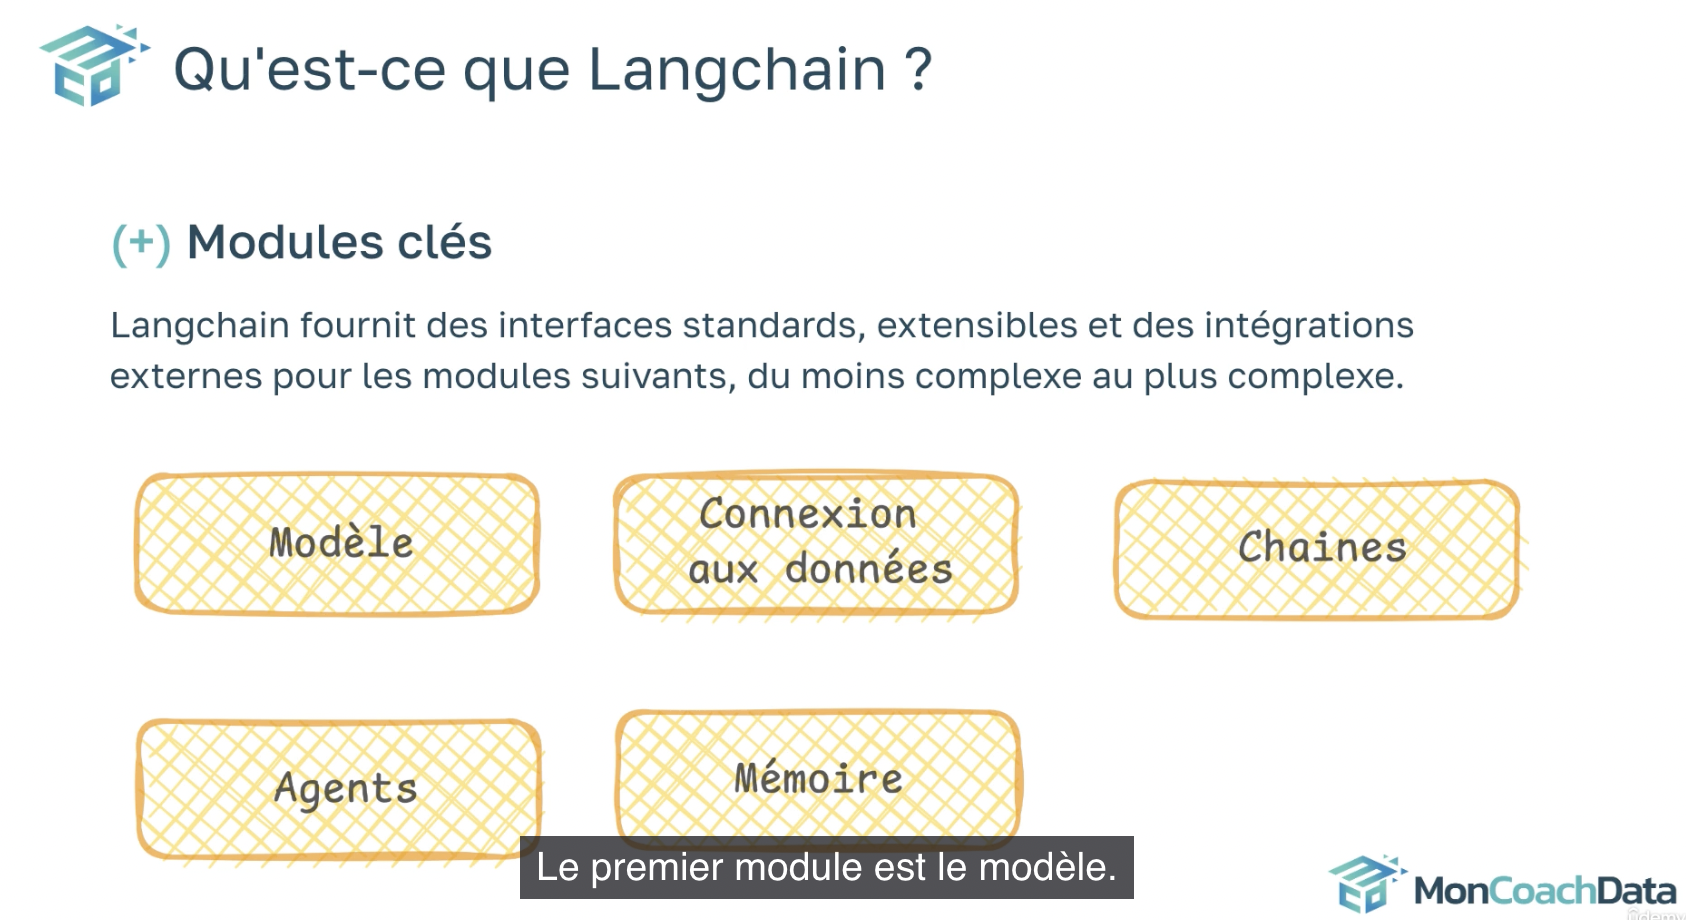 Qu'est-ce que Langchain ?
(+) Modules clés
Langchain fournit des interfaces standards, extensibles et des intégrations
externes pour les modules suivants, du moins complexe au plus complexe.
Modèle
Connexion
aux données
Chaines
Agents
Mémoire
Le premier module est le modèle.
MonCoachData
Udemy